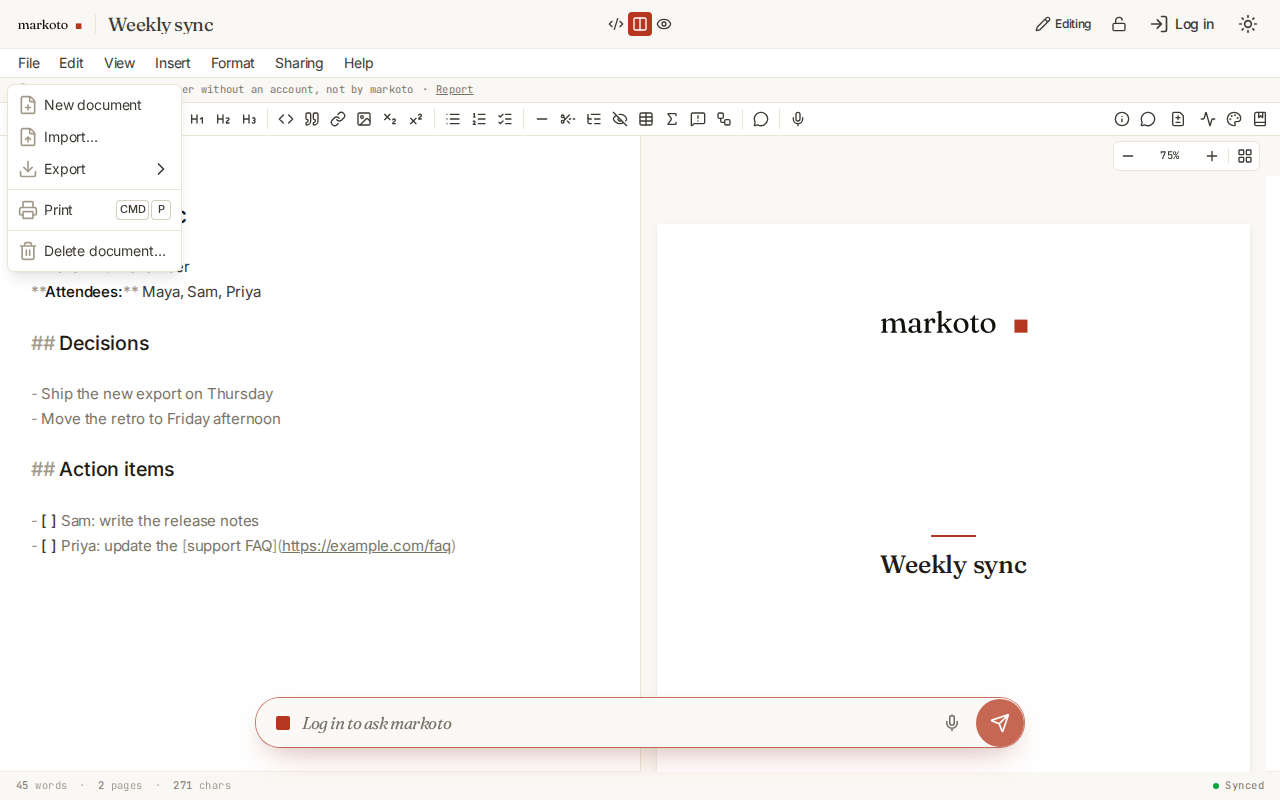 markoto
Weekly sync
Editing
Log in
File Edit View Insert Format Sharing Help
without an account, not by markoto · Report
H1 H2 H3
New document
Import...
Export
Print CMD P
Delete document...
75%
**Attendees:** Maya, Sam, Priya
## Decisions
- Ship the new export on Thursday
- Move the retro to Friday afternoon
## Action items
- [ ] Sam: write the release notes
- [ ] Priya: update the [support FAQ](https://example.com/faq)
markoto
Weekly sync
Log in to ask markoto
45 words · 2 pages · 271 chars
Synced